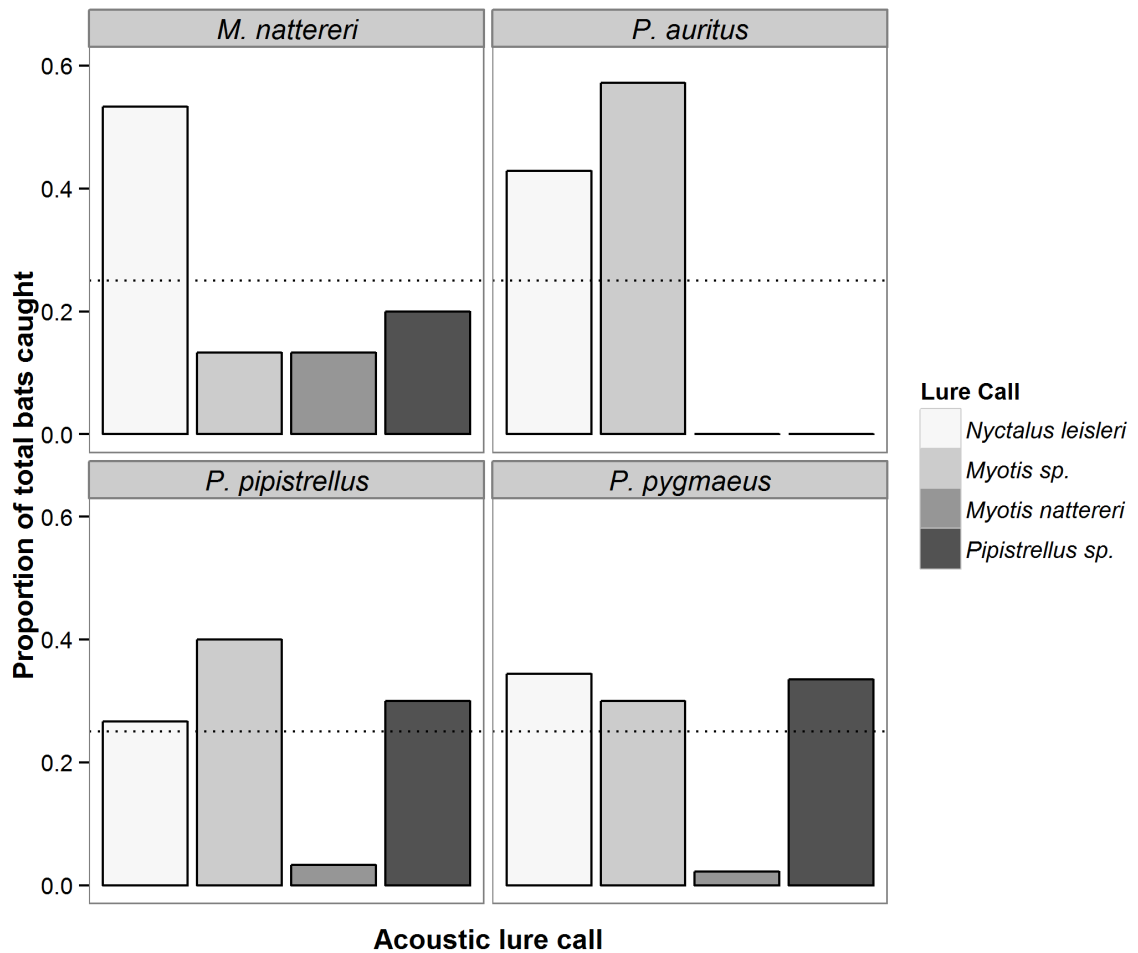 M. nattereri
P. auritus
0.6
0.4
0.2
0.0
P. pipistrellus
P. pygmaeus
0.6
0.4
0.2
0.0
Proportion of total bats caught
Acoustic lure call
Lure Call
Nyctalus leisleri
Myotis sp.
Myotis nattereri
Pipistrellus sp.